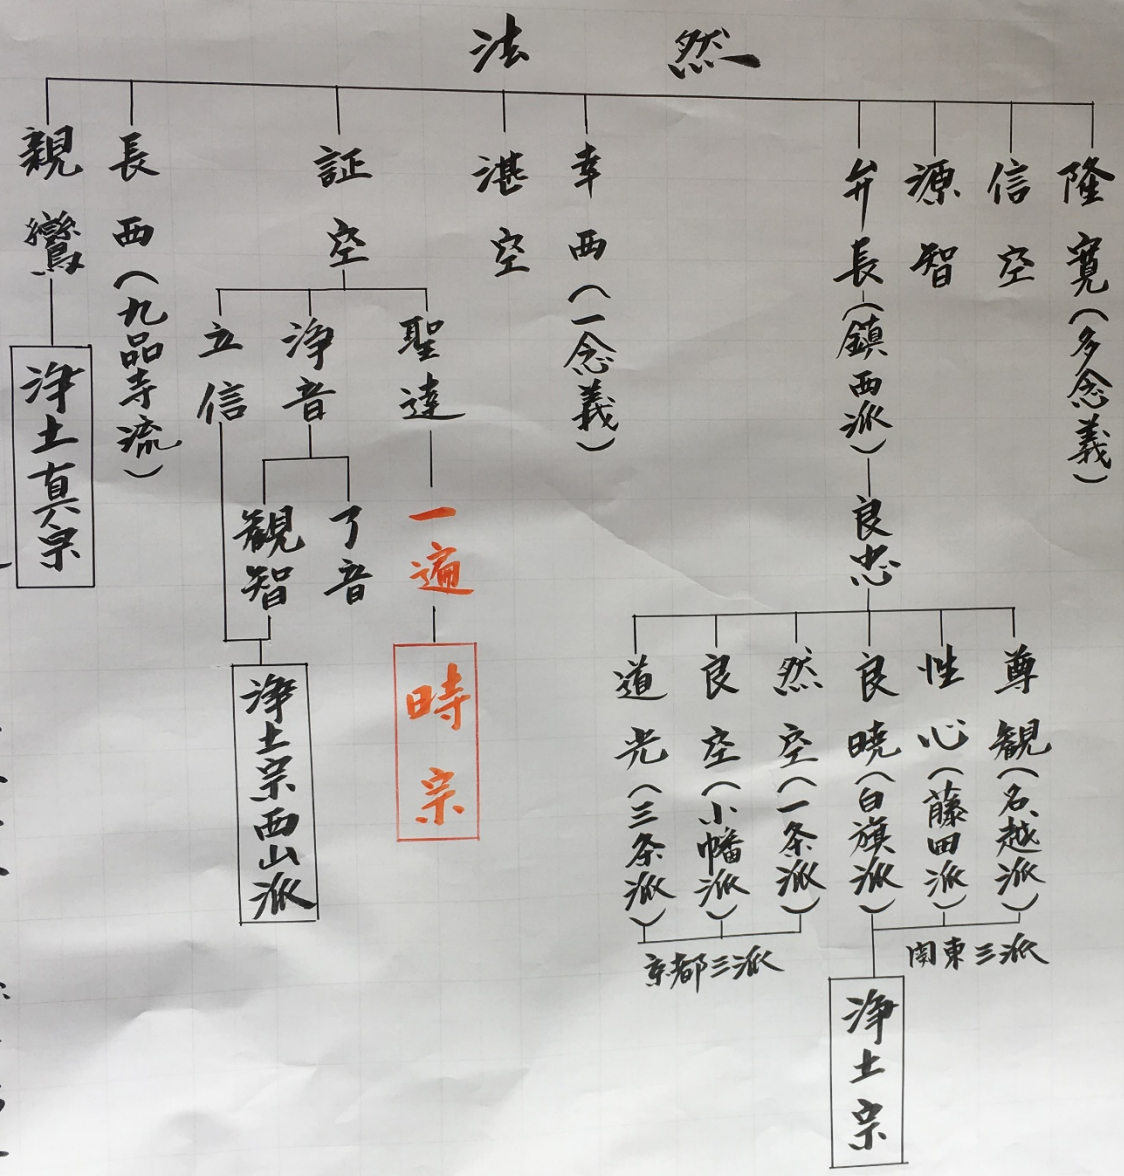 法然
隆寛(多念義)
信空
源智
弁長(鎮西派)
良忠
尊観(名越派)
性心(藤田派)
良暁(白旗派)
然空(一条派)
良空(小幡派)
道光(三条派)
関東三派
京都三派
浄土宗
幸西(一念義)
湛空
証空
聖達
一遍
時宗
浄音
了音
観智
立信
浄土宗西山派
長西(九品寺流)
親鸞
浄土真宗